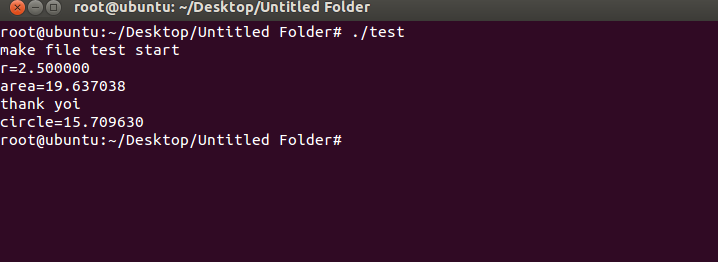 root@ubuntu: ~/Desktop/Untitled Folder
root@ubuntu:~/Desktop/Untitled Folder# ./test
make file test start
r=2.500000
area=19.637038
thank yoi
circle=15.709630
root@ubuntu:~/Desktop/Untitled Folder#